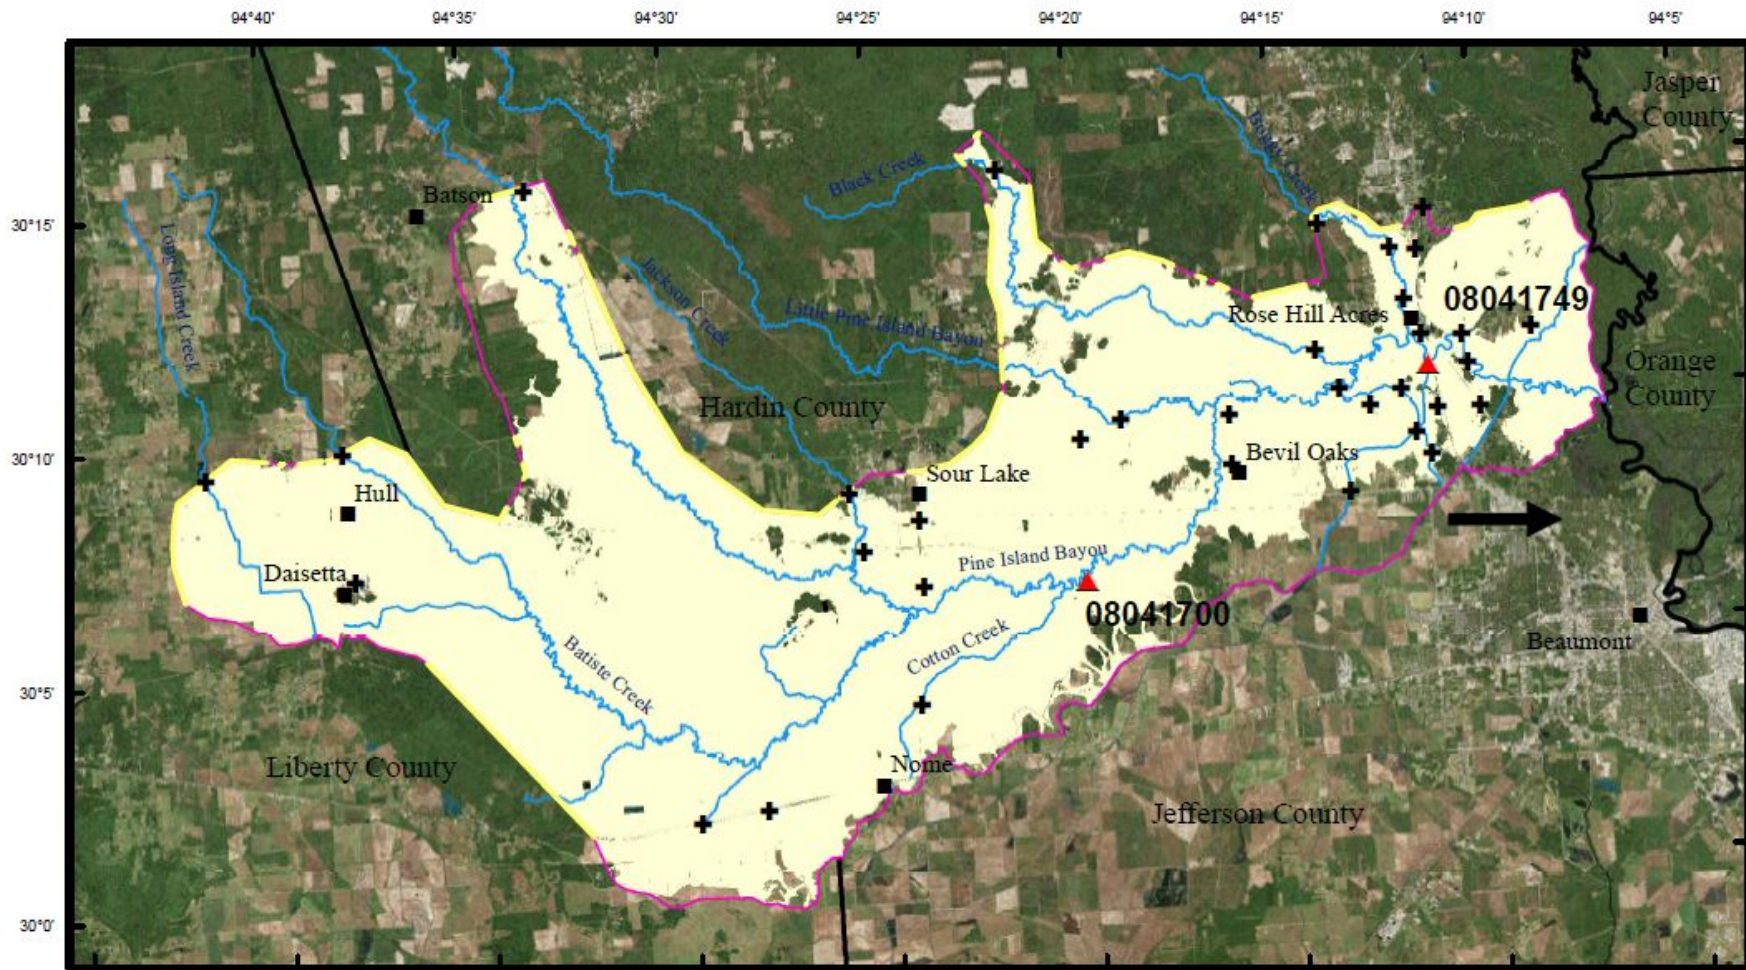 94°40'
94°35'
94°30'
94°25'
94°20'
94°15'
94°10'
94°5'
Jasper
County
Black Creek
Batson
30°15'
Long Island Creek
Jackson Creek
Little Pine Island Bayou
08041749
Rose Hill Acres
Orange
County
Hardin County
Bevil Oaks
30°10'
Sour Lake
Hull
Pine Island Bayou
Daisetta
08041700
Cotton Creek
Beaumont
Batiste Creek
30°5'
Liberty County
Nome
Jefferson County
30°0'